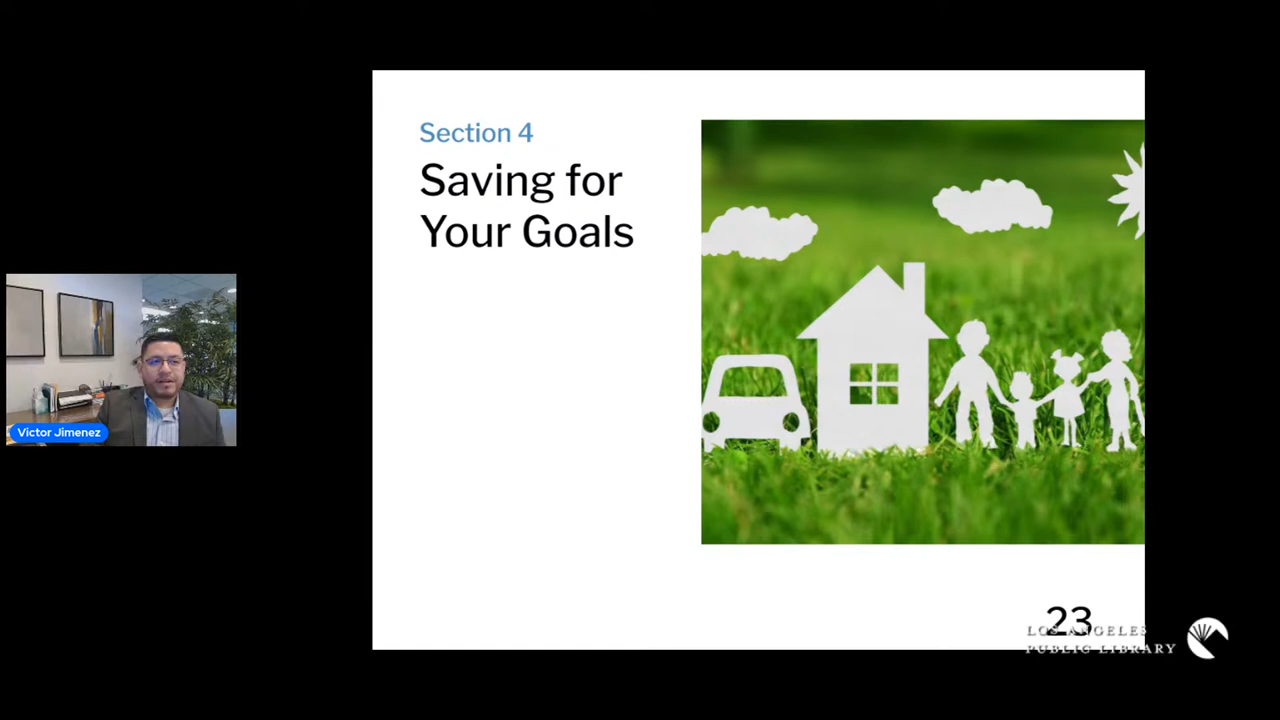 Section 4
Saving for
Your Goals
Victor Jimenez
23
LOS ANGELES
PUBLIC LIBRARY